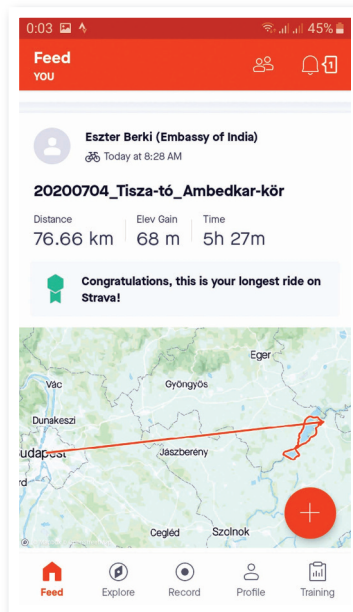 0:03 45%
Feed
YOU
1
Eszter Berki (Embassy of India)
Today at 8:28 AM
20200704_Tisza-tó_Ambedkar-kör
Distance Elev Gain Time
76.66 km 68 m 5h 27m
Congratulations, this is your longest ride on
Strava!
Eger
Vác Gyöngyös
Dunakeszi
udapest Jászberény
rd
Cegléd Szolnok
Feed Explore Record Profile Training